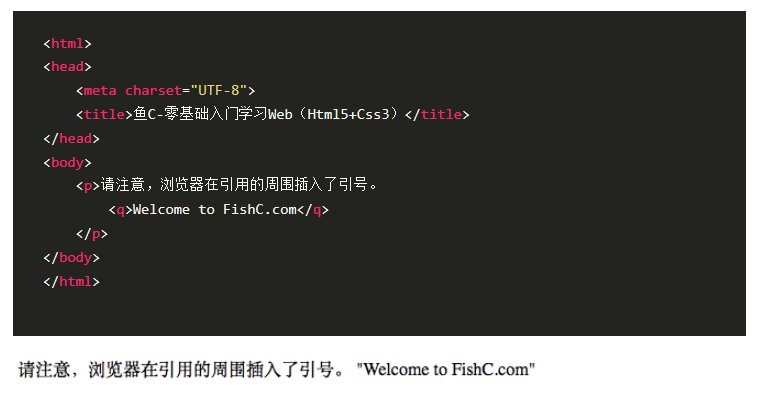 <html>
<head>
    <meta charset="UTF-8">
    <title>鱼C-零基础入门学习Web（Html5+Css3）</title>
</head>
<body>
    <p>请注意，浏览器在引用的周围插入了引号。
        <q>Welcome to FishC.com</q>
    </p>
</body>
</html>
请注意，浏览器在引用的周围插入了引号。 "Welcome to FishC.com"